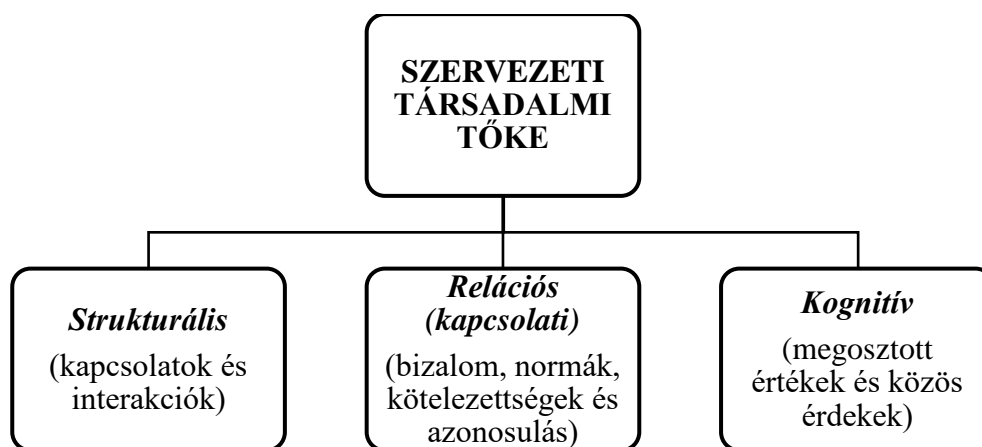 SZERVEZETI
TÁRSADALMI
TŐKE
Strukturális
(kapcsolatok és
interakciók)
Relációs
(kapcsolati)
(bizalom, normák,
kötelezettségek és
azonosulás)
Kognitív
(megosztott
értékek és közös
érdekek)